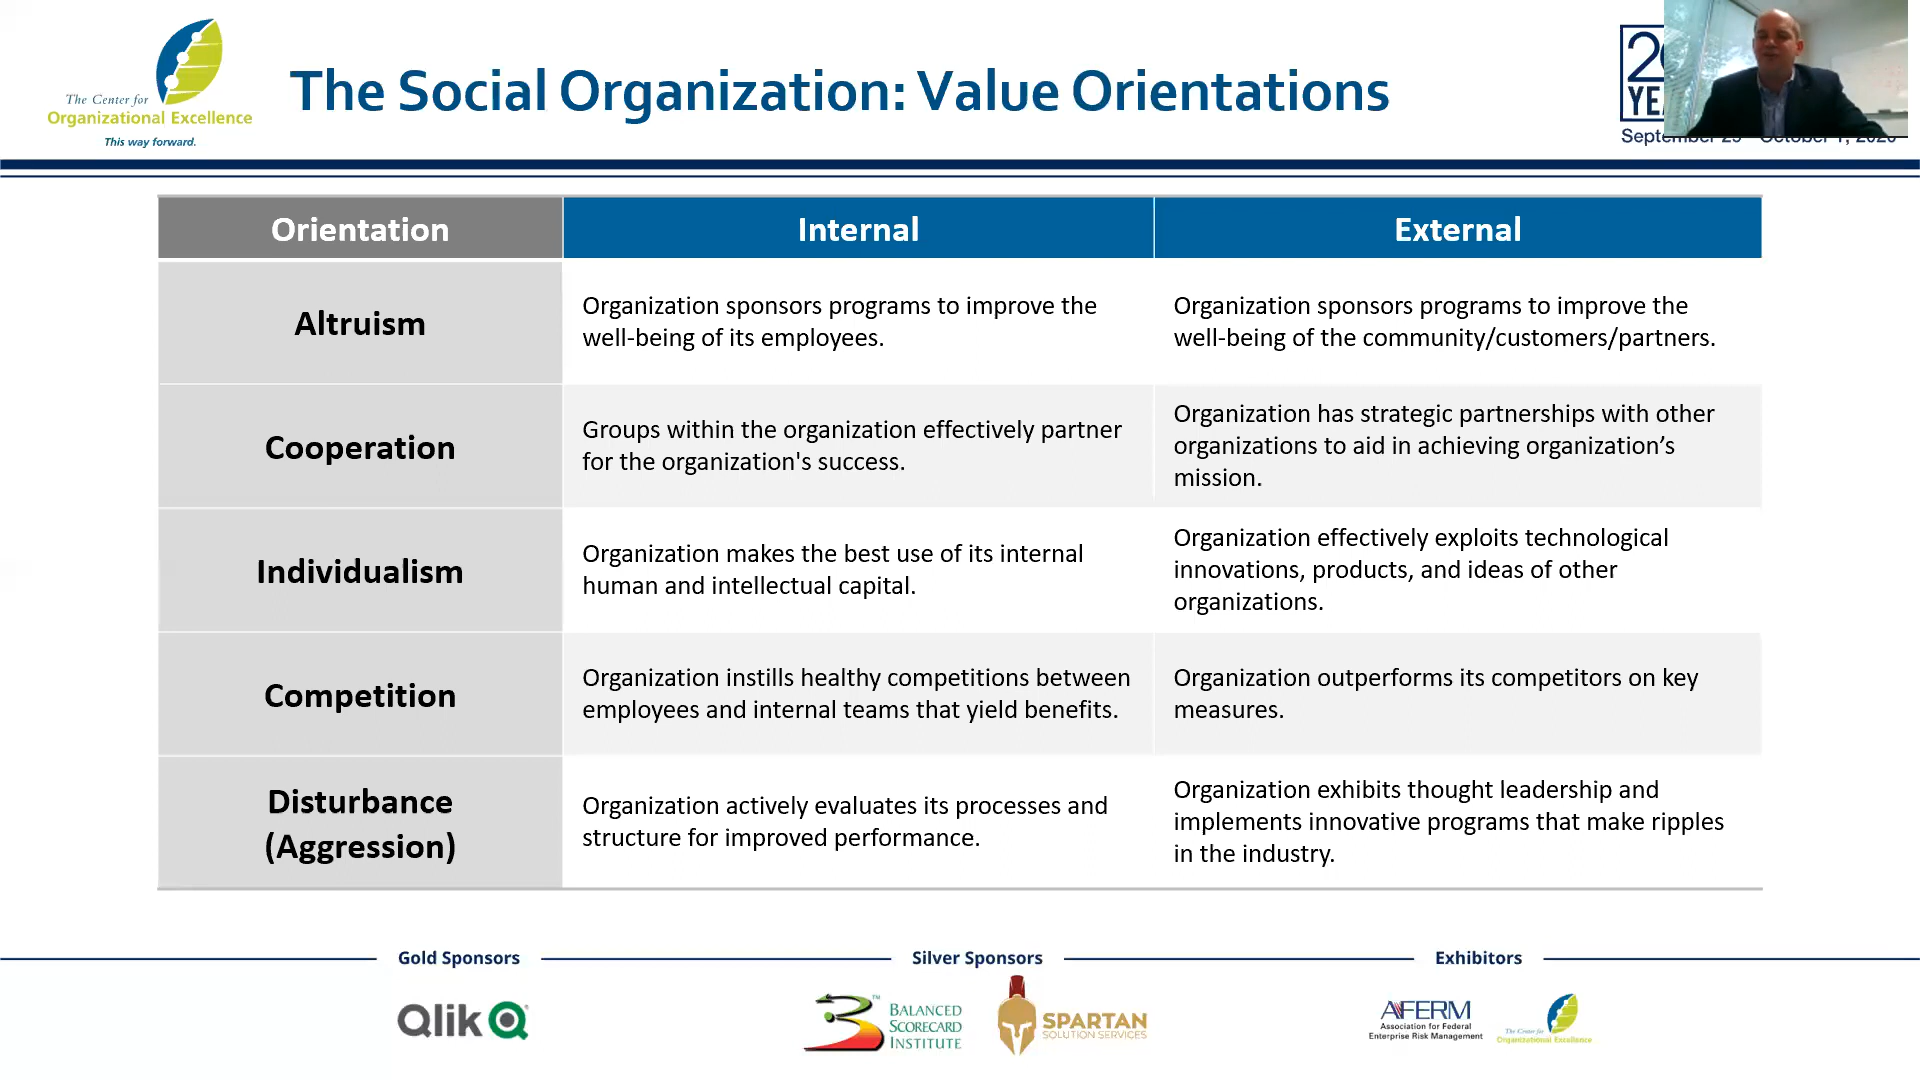 The Center for
Organizational Excellence
This way forward.
The Social Organization: Value Orientations
Orientation
Internal
External
Altruism
Organization sponsors programs to improve the
well-being of its employees.
Organization sponsors programs to improve the
well-being of the community/customers/partners.
Cooperation
Groups within the organization effectively partner
for the organization's success.
Organization has strategic partnerships with other
organizations to aid in achieving organization’s
mission.
Individualism
Organization makes the best use of its internal
human and intellectual capital.
Organization effectively exploits technological
innovations, products, and ideas of other
organizations.
Competition
Organization instills healthy competitions between
employees and internal teams that yield benefits.
Organization outperforms its competitors on key
measures.
Disturbance
(Aggression)
Organization actively evaluates its processes and
structure for improved performance.
Organization exhibits thought leadership and
implements innovative programs that make ripples
in the industry.
Gold Sponsors
Silver Sponsors
Exhibitors
Qlik
BALANCED
SCORECARD
INSTITUTE
SPARTAN
SOLUTION SERVICES
AFERM
Association for Federal
Enterprise Risk Management
The Center for
Organizational Excellence